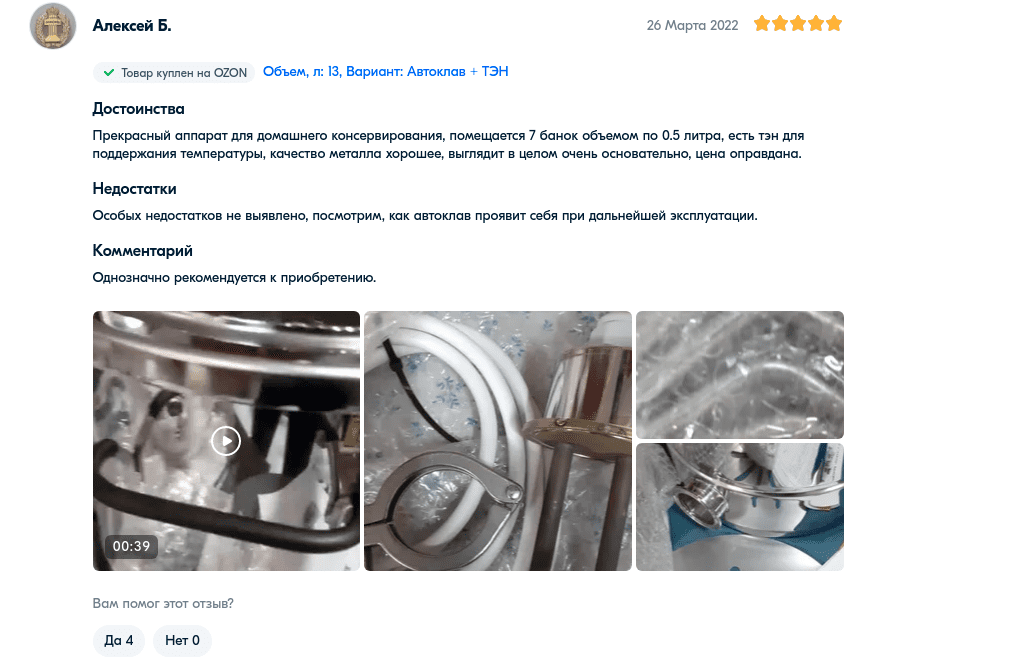 Алексей Б.
26 Марта 2022
Товар куплен на OZON
Объем, л: 13, Вариант: Автоклав + ТЭН
Достоинства
Прекрасный аппарат для домашнего консервирования, помещается 7 банок объемом по 0.5 литра, есть тэн для
поддержания температуры, качество металла хорошее, выглядит в целом очень основательно, цена оправдана.
Недостатки
Особых недостатков не выявлено, посмотрим, как автоклав проявит себя при дальнейшей эксплуатации.
Комментарий
Однозначно рекомендуется к приобретению.
00:39
Вам помог этот отзыв?
Да 4
Нет 0